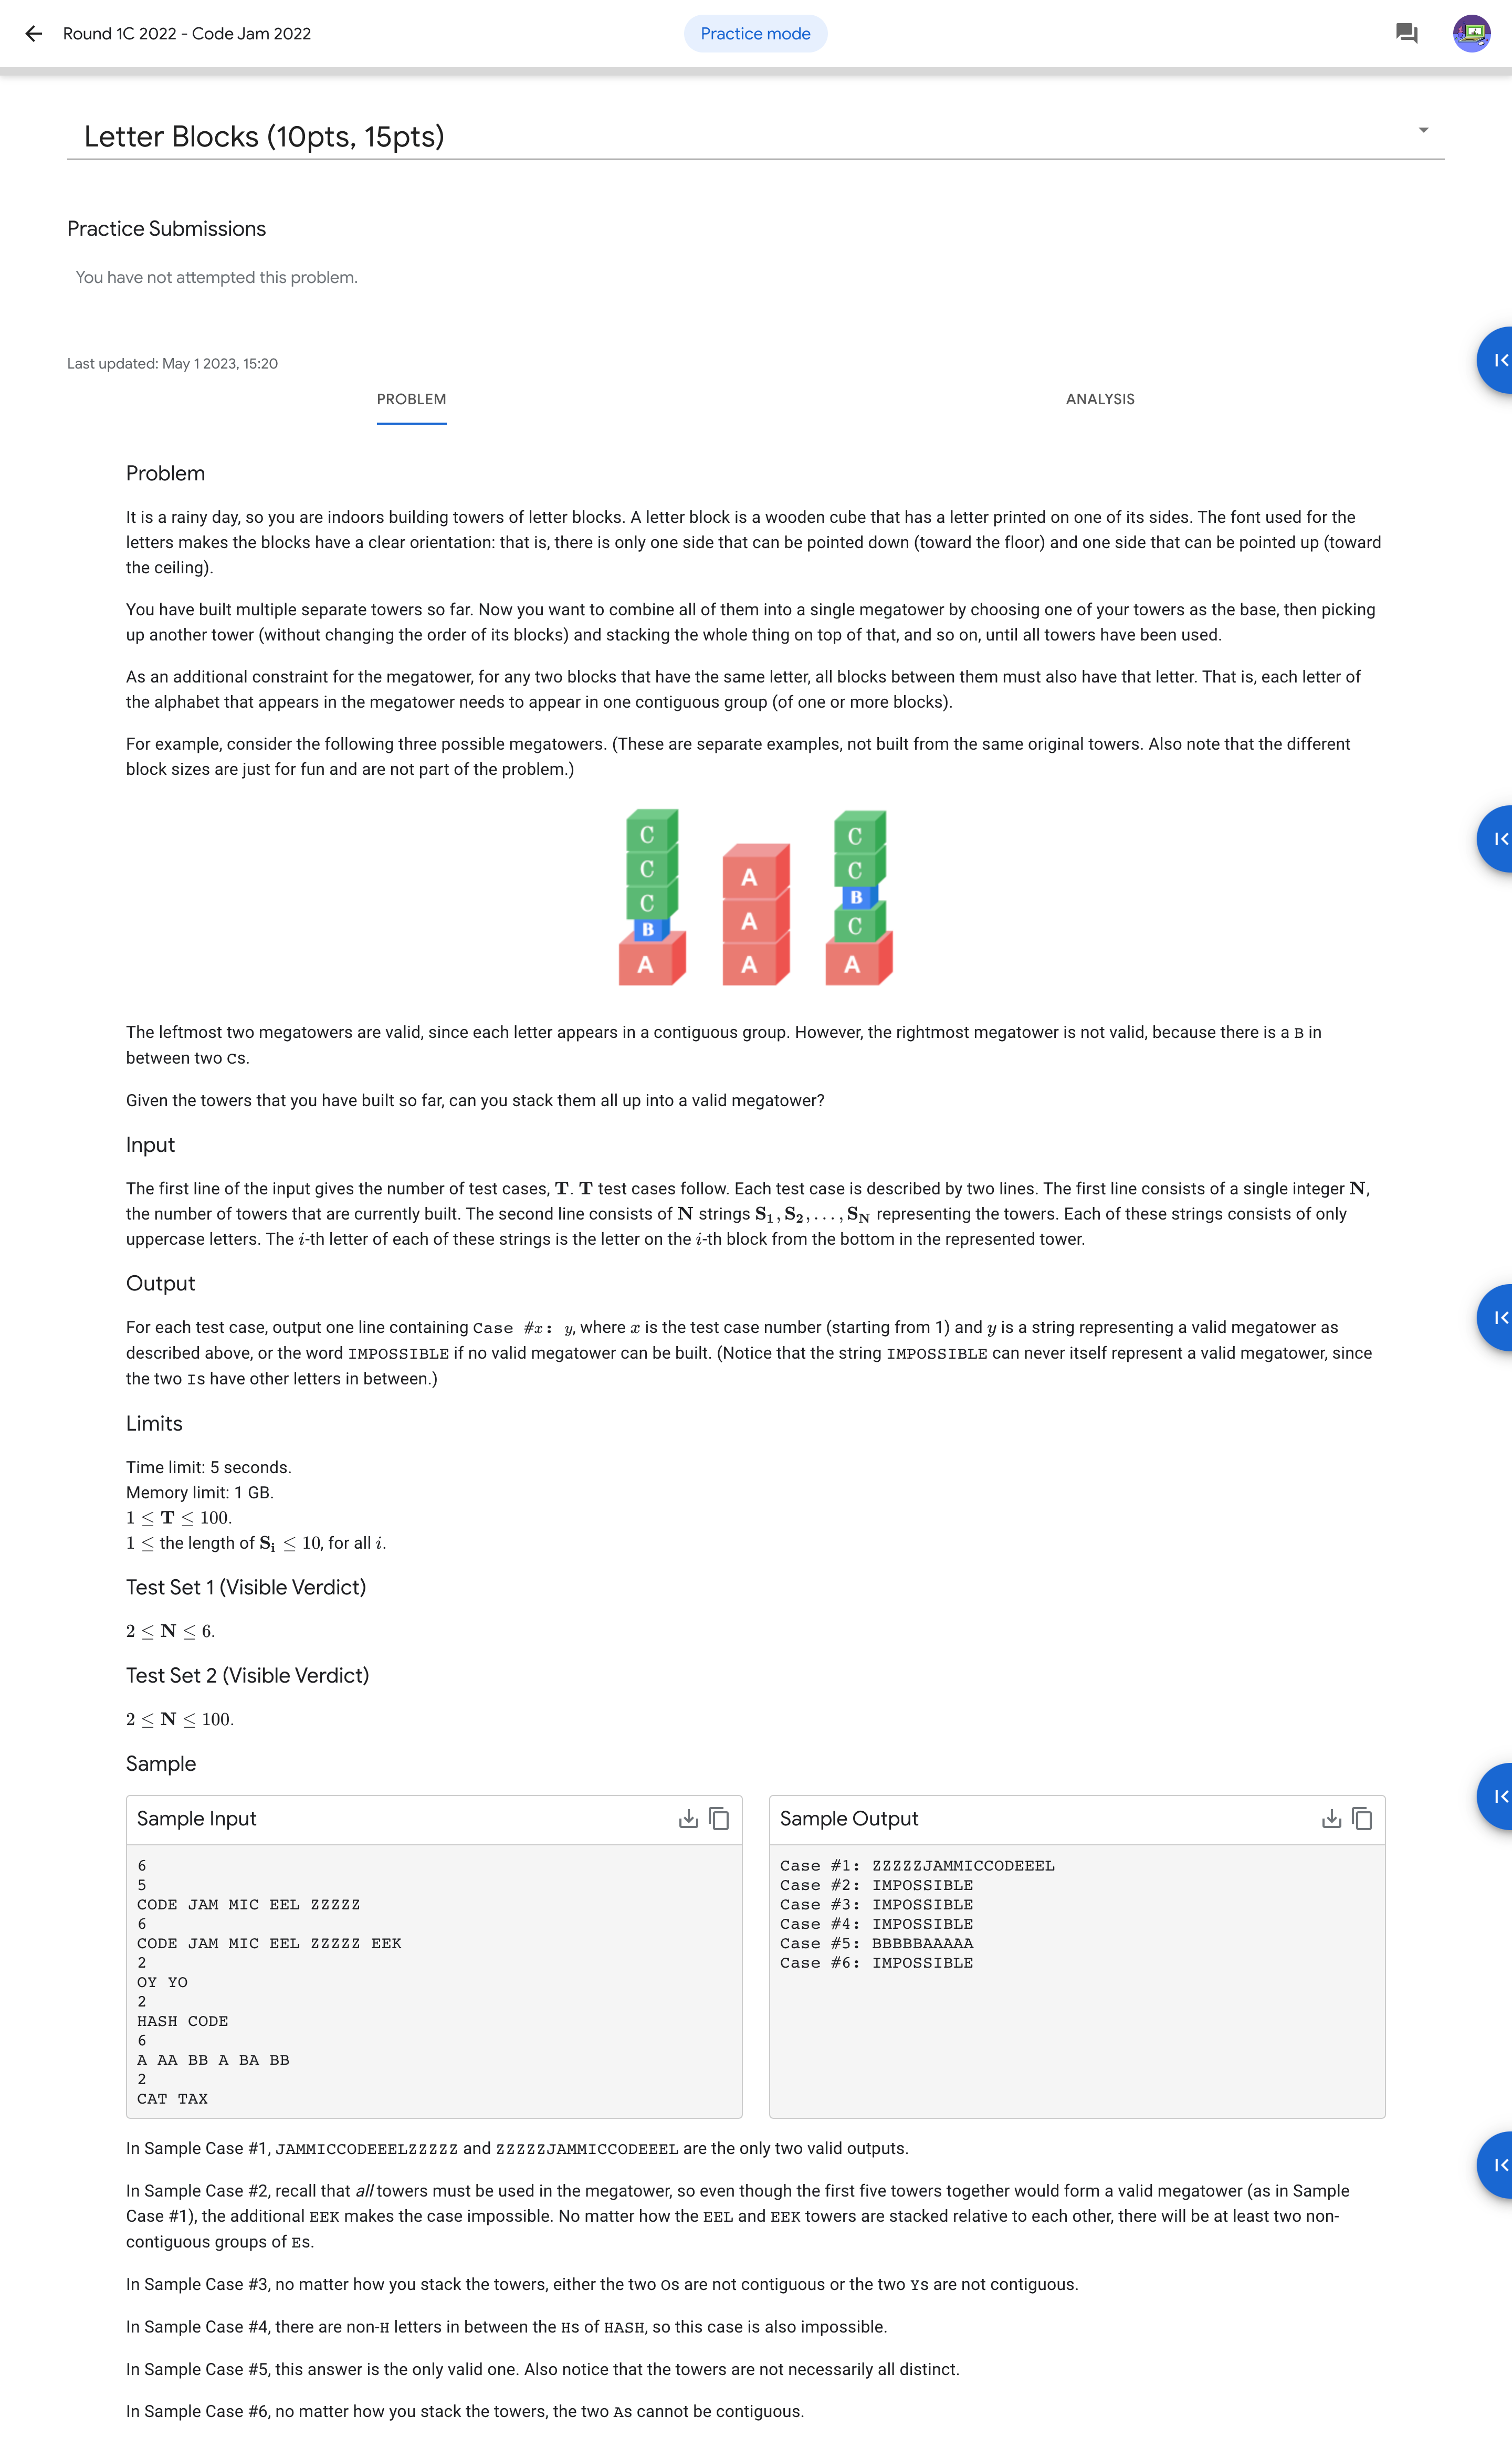 Round 1C 2022 - Code Jam 2022
Practice mode
Letter Blocks (10pts, 15pts)
Practice Submissions
You have not attempted this problem.
Last updated: May 1 2023, 15:20
PROBLEM
ANALYSIS
Problem
It is a rainy day, so you are indoors building towers of letter blocks. A letter block is a wooden cube that has a letter printed on one of its sides. The font used for the
letters makes the blocks have a clear orientation: that is, there is only one side that can be pointed down (toward the floor) and one side that can be pointed up (toward
the ceiling).
You have built multiple separate towers so far. Now you want to combine all of them into a single megatower by choosing one of your towers as the base, then picking
up another tower (without changing the order of its blocks) and stacking the whole thing on top of that, and so on, until all towers have been used.
As an additional constraint for the megatower, for any two blocks that have the same letter, all blocks between them must also have that letter. That is, each letter of
the alphabet that appears in the megatower needs to appear in one contiguous group (of one or more blocks).
For example, consider the following three possible megatowers. (These are separate examples, not built from the same original towers. Also note that the different
block sizes are just for fun and are not part of the problem.)
C
C
C
B
A
A
A
A
C
C
B
C
A
The leftmost two megatowers are valid, since each letter appears in a contiguous group. However, the rightmost megatower is not valid, because there is a B in
between two Cs.
Given the towers that you have built so far, can you stack them all up into a valid megatower?
Input
The first line of the input gives the number of test cases, T. T test cases follow. Each test case is described by two lines. The first line consists of a single integer N,
the number of towers that are currently built. The second line consists of N strings S₁, S₂, . . . , S_N representing the towers. Each of these strings consists of only
uppercase letters. The i-th letter of each of these strings is the letter on the i-th block from the bottom in the represented tower.
Output
For each test case, output one line containing Case #x: y, where x is the test case number (starting from 1) and y is a string representing a valid megatower as
described above, or the word IMPOSSIBLE if no valid megatower can be built. (Notice that the string IMPOSSIBLE can never itself represent a valid megatower, since
the two Is have other letters in between.)
Limits
Time limit: 5 seconds.
Memory limit: 1 GB.
1 ≤ T ≤ 100.
1 ≤ the length of Sᵢ ≤ 10, for all i.
Test Set 1 (Visible Verdict)
2 ≤ N ≤ 6.
Test Set 2 (Visible Verdict)
2 ≤ N ≤ 100.
Sample
Sample Input
6
5
CODE JAM MIC EEL ZZZZZ
6
CODE JAM MIC EEL ZZZZZ EEK
2
OY YO
2
HASH CODE
6
A AA BB A BA BB
2
CAT TAX
Sample Output
Case #1: ZZZZZJAMMICCODEEEL
Case #2: IMPOSSIBLE
Case #3: IMPOSSIBLE
Case #4: IMPOSSIBLE
Case #5: BBBBBAAAAA
Case #6: IMPOSSIBLE
In Sample Case #1, JAMMICCODEEELZZZZZ and ZZZZZJAMMICCODEEEL are the only two valid outputs.
In Sample Case #2, recall that all towers must be used in the megatower, so even though the first five towers together would form a valid megatower (as in Sample
Case #1), the additional EEK makes the case impossible. No matter how the EEL and EEK towers are stacked relative to each other, there will be at least two non-
contiguous groups of Es.
In Sample Case #3, no matter how you stack the towers, either the two Os are not contiguous or the two Ys are not contiguous.
In Sample Case #4, there are non-H letters in between the Hs of HASH, so this case is also impossible.
In Sample Case #5, this answer is the only valid one. Also notice that the towers are not necessarily all distinct.
In Sample Case #6, no matter how you stack the towers, the two As cannot be contiguous.